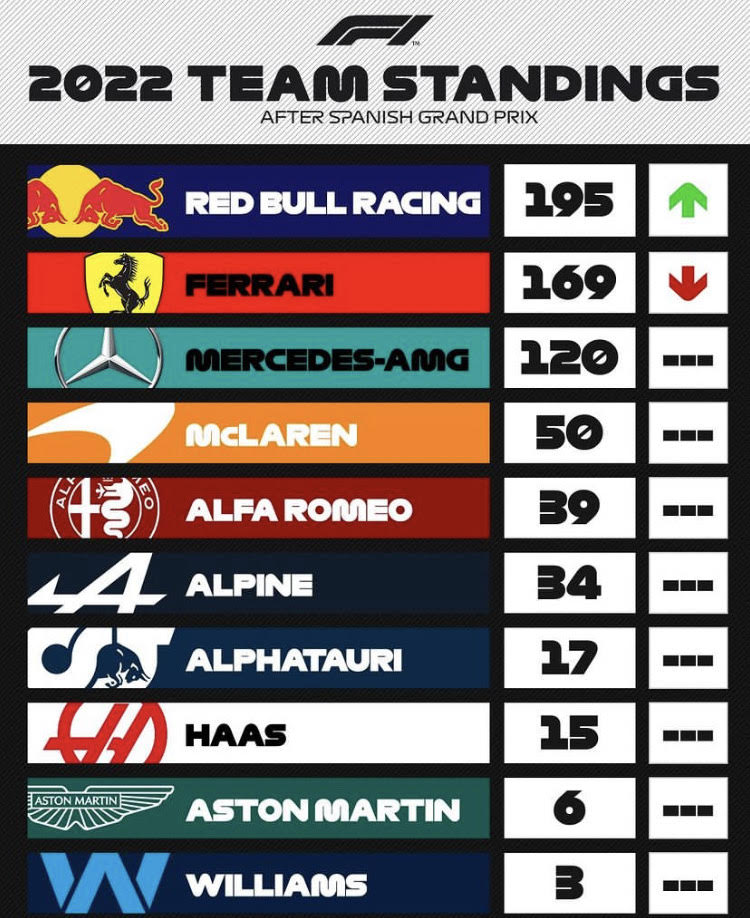 F1
TM
2022 TEAM STANDINGS
AFTER SPANISH GRAND PRIX
RED BULL RACING 195
FERRARI 169
MERCEDES-AMG 120 ---
McLAREN 50 ---
ALFA ROMEO 39 ---
ALPINE 34 ---
ALPHATAURI 17 ---
HAAS 15 ---
ASTON MARTIN ASTON MARTIN 6 ---
WILLIAMS 3 ---